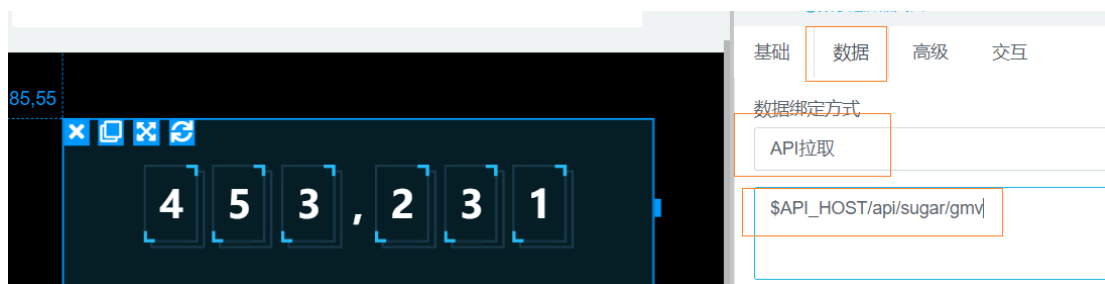 基础 数据 高级 交互
85,55
数据绑定方式
API拉取
453,231
$API_HOST/api/sugar/gmv